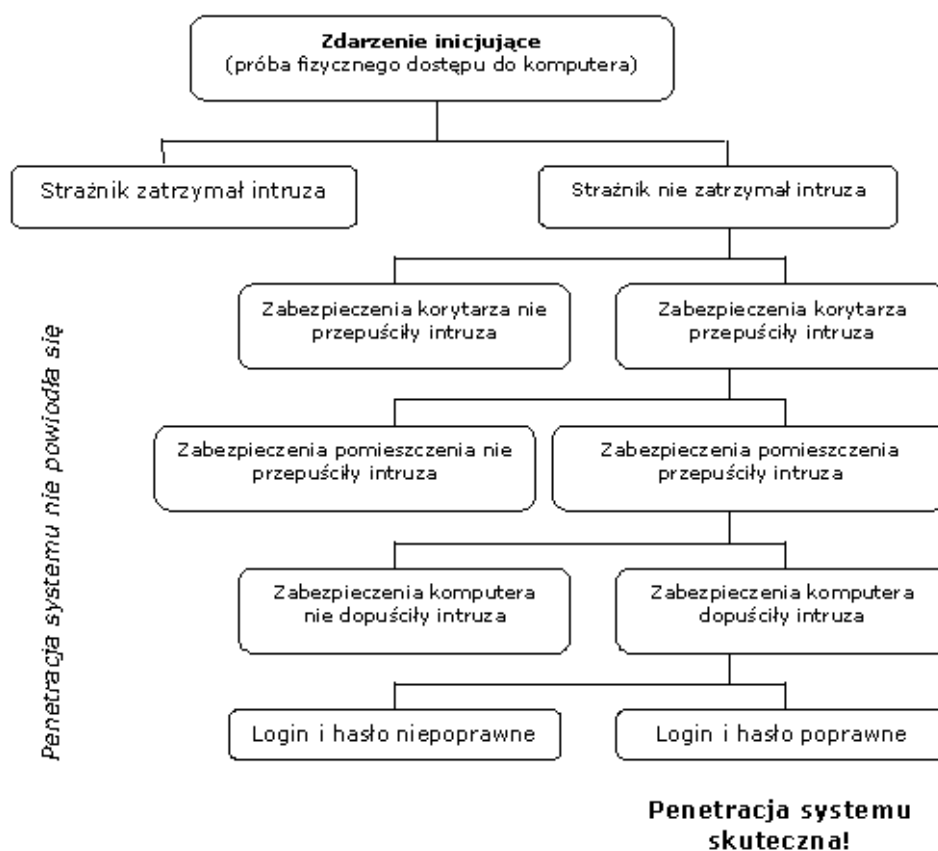 Zdarzenie inicjujące
(próba fizycznego dostępu do komputera)
Strażnik zatrzymał intruza
Strażnik nie zatrzymał intruza
Zabezpieczenia korytarza nie
przepuściły intruza
Zabezpieczenia korytarza
przepuściły intruza
Zabezpieczenia pomieszczenia nie
przepuściły intruza
Zabezpieczenia pomieszczenia
przepuściły intruza
Zabezpieczenia komputera
nie dopuściły intruza
Zabezpieczenia komputera
dopuściły intruza
Login i hasło niepoprawne
Login i hasło poprawne
Penetracja systemu nie powiodła się
Penetracja systemu
skuteczna!